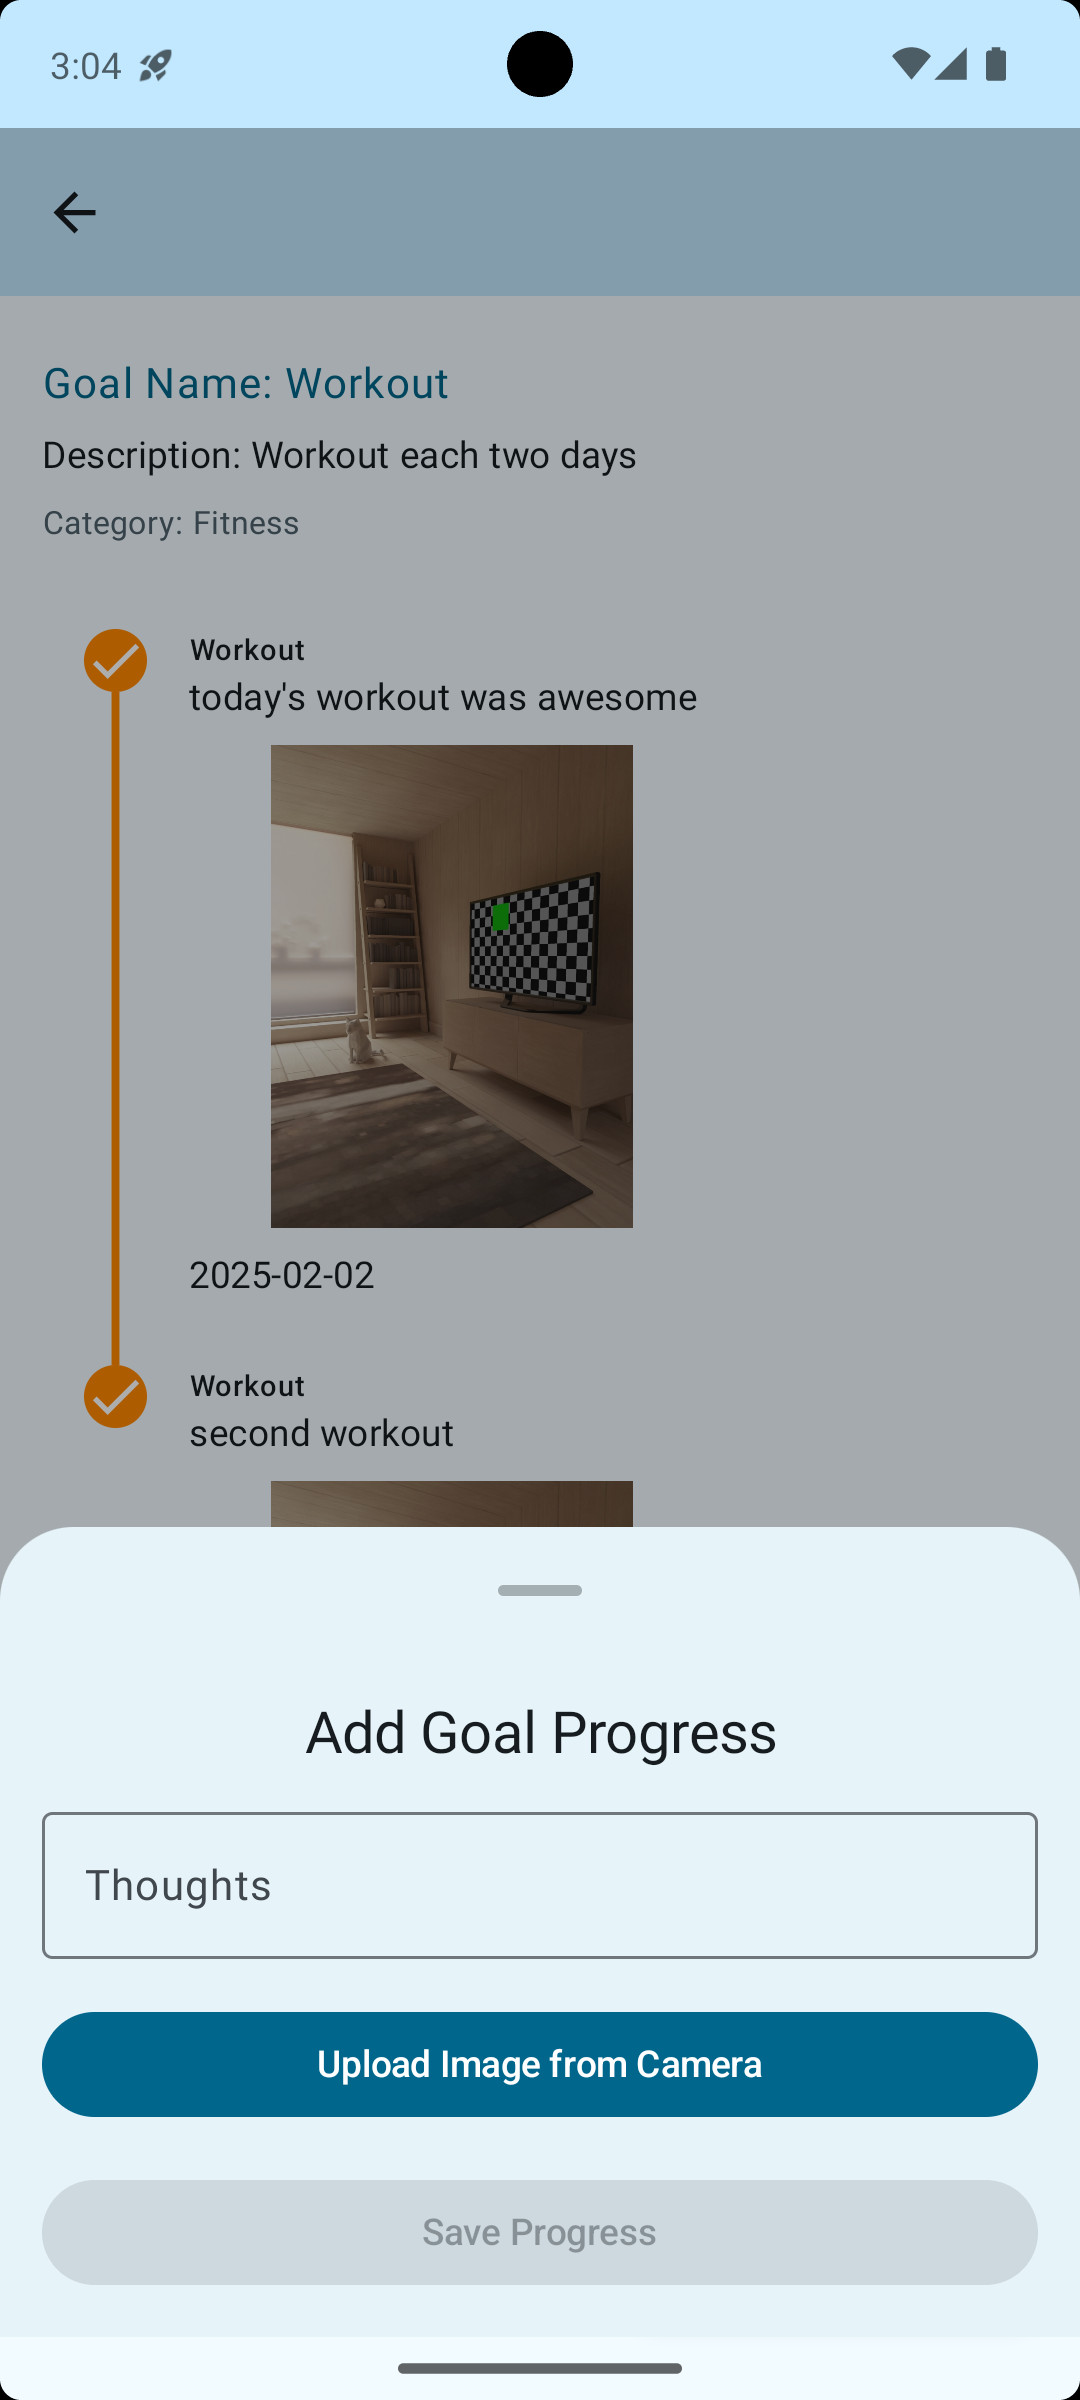 3:04
Goal Name: Workout
Description: Workout each two days
Category: Fitness
Workout
today's workout was awesome
2025-02-02
Workout
second workout
Add Goal Progress
Thoughts
Upload Image from Camera
Save Progress